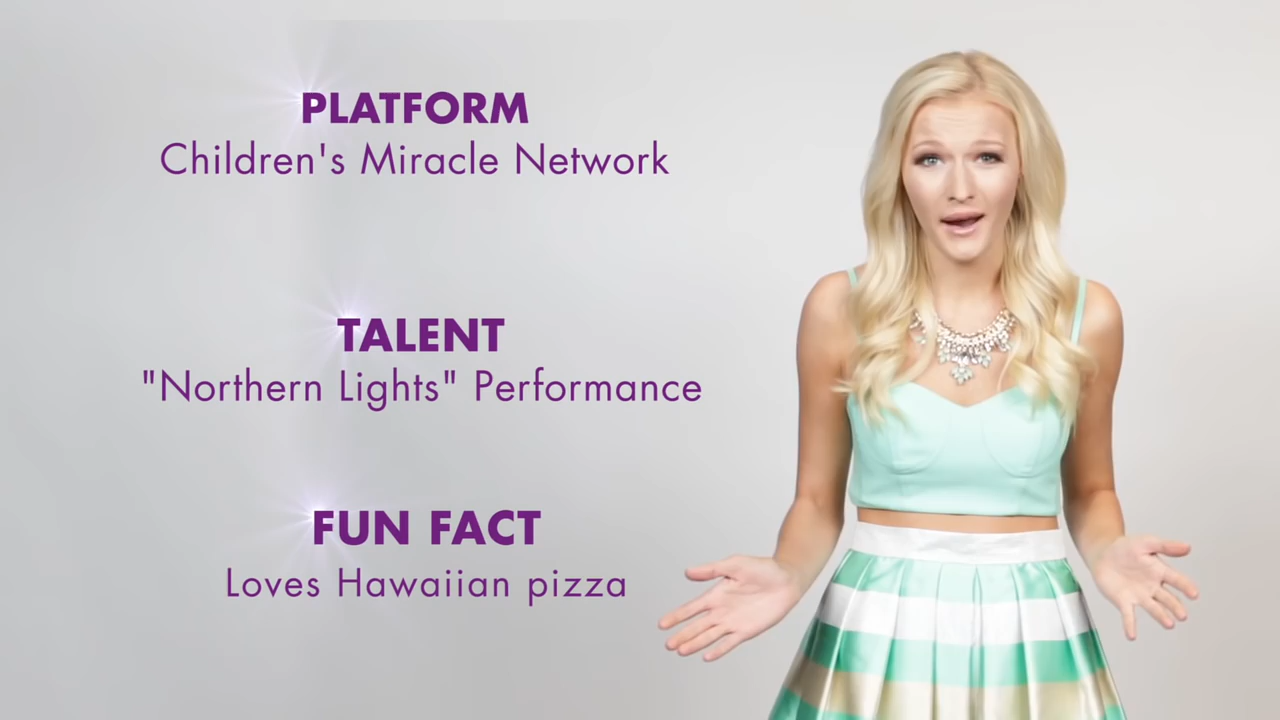 PLATFORM
Children's Miracle Network
TALENT
"Northern Lights" Performance
FUN FACT
Loves Hawaiian pizza